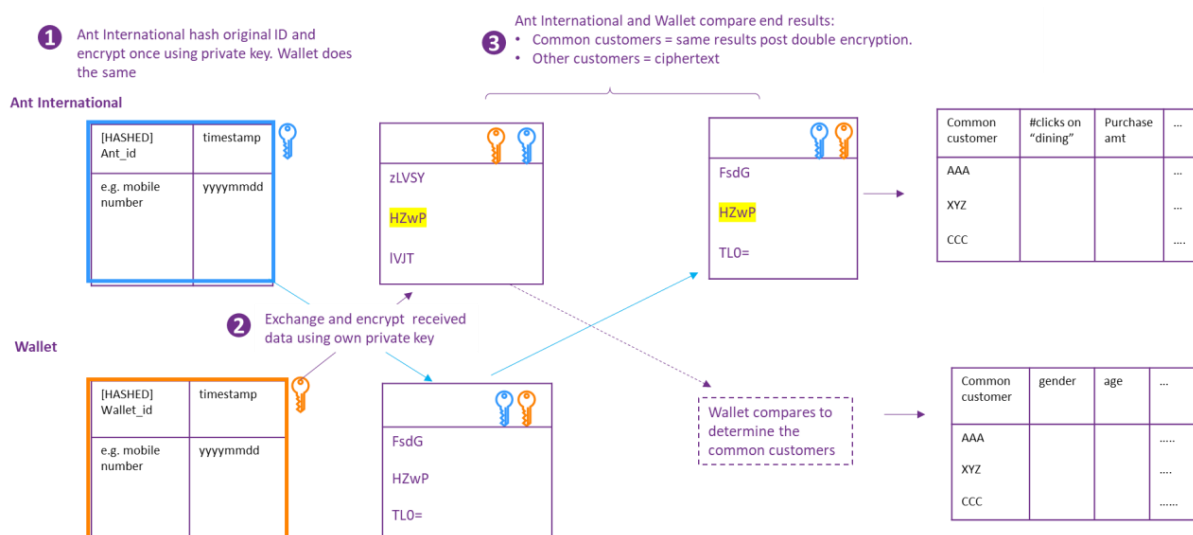 1 Ant International hash original ID and
encrypt once using private key. Wallet does
the same
Ant International and Wallet compare end results:
3 • Common customers = same results post double encryption.
• Other customers = ciphertext
Ant International
[HASHED]
Ant_id
timestamp
e.g. mobile
number
yyyymmdd
zLVSY
HZwP
lVJT
FsdG
HZwP
TL0=
Common
customer
#clicks on
“dining”
Purchase
amt
...
AAA
...
XYZ
...
CCC
....
2 Exchange and encrypt received
data using own private key
Wallet
[HASHED]
Wallet_id
timestamp
e.g. mobile
number
yyyymmdd
FsdG
HZwP
TL0=
Wallet compares to
determine the
common customers
Common
customer
gender
age
...
AAA
.....
XYZ
....
CCC
......